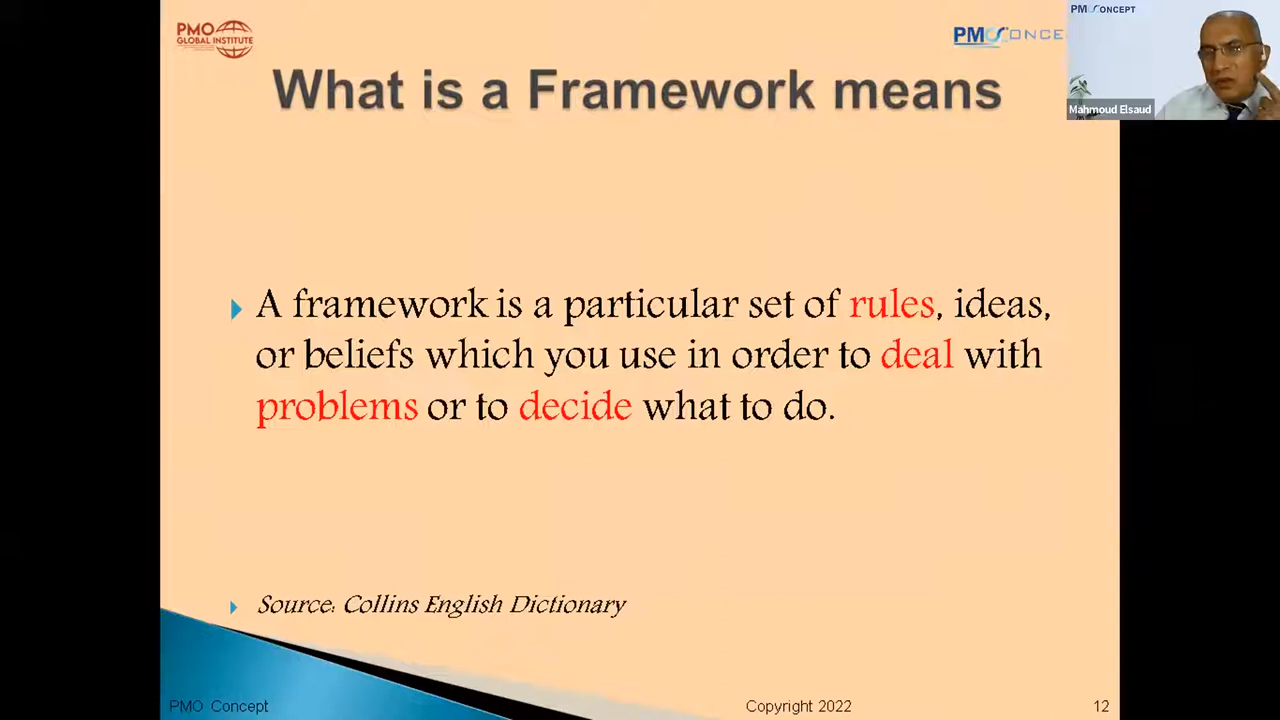 PMO
GLOBAL INSTITUTE
PM CONCE
PM CONCEPT
Mahmoud Elsaud
What is a Framework means
A framework is a particular set of rules, ideas,
or beliefs which you use in order to deal with
problems or to decide what to do.
Source: Collins English Dictionary
PMO Concept
Copyright 2022
12